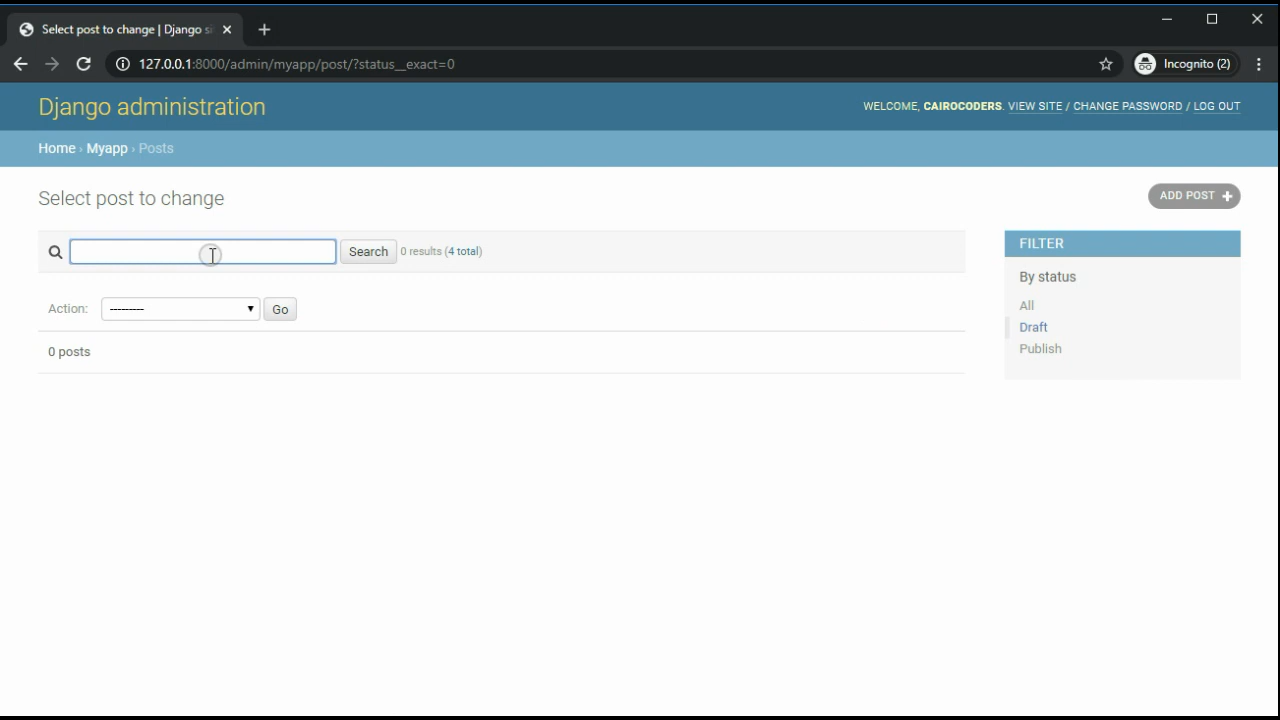 Select post to change | Django si
127.0.0.1:8000/admin/myapp/post/?status__exact=0
Incognito (2)
Django administration
WELCOME, CAIROCODERS. VIEW SITE / CHANGE PASSWORD / LOG OUT
Home › Myapp › Posts
Select post to change
ADD POST +
Search 0 results (4 total)
FILTER
By status
All
Draft
Publish
Action: --------- Go
0 posts